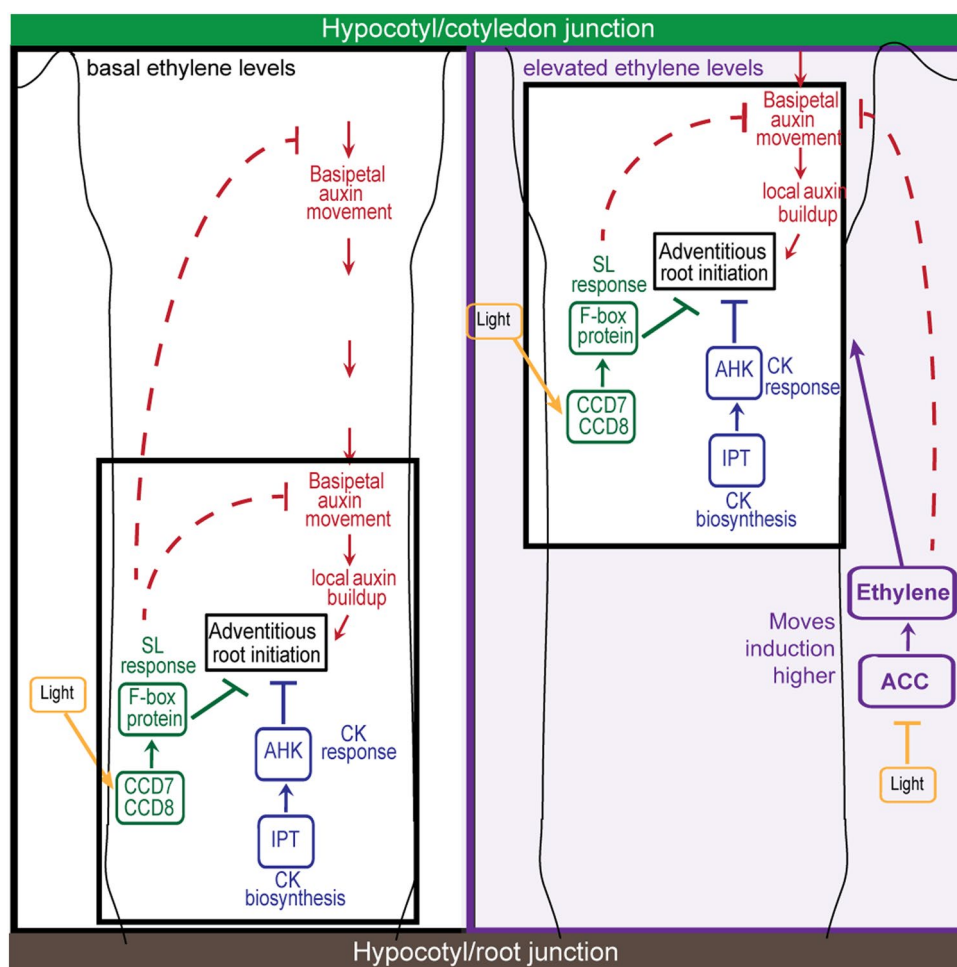 Hypocotyl/cotyledon junction
basal ethylene levels
Basipetal
auxin
movement
Basipetal
auxin
movement
local auxin
buildup
Adventitious
root initiation
SL
response
F-box
protein
Light
CCD7
CCD8
AHK
CK
response
IPT
CK
biosynthesis
elevated ethylene levels
Basipetal
auxin
movement
local auxin
buildup
Adventitious
root initiation
SL
response
F-box
protein
Light
CCD7
CCD8
AHK
CK
response
IPT
CK
biosynthesis
Ethylene
Moves
induction
higher
ACC
Light
Hypocotyl/root junction